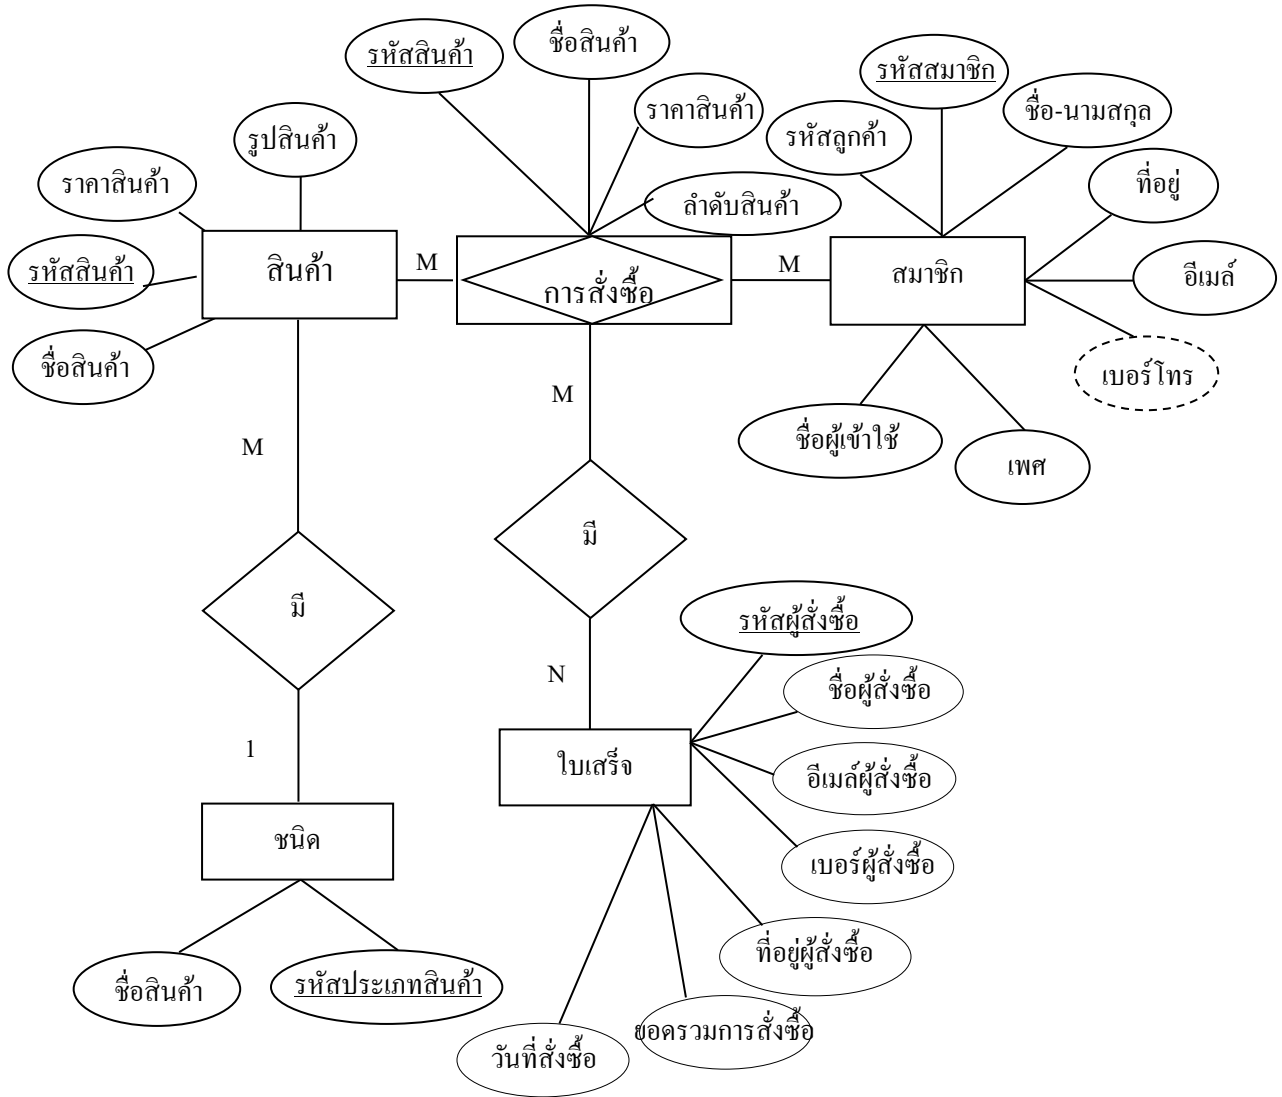 รหัสสินค้า
ชื่อสินค้า
ราคาสินค้า
ลำดับสินค้า
รหัสสมาชิก
ชื่อ-นามสกุล
รหัสลูกค้า
ที่อยู่
อีเมล์
เบอร์โทร
รูปสินค้า
ราคาสินค้า
รหัสสินค้า
ชื่อสินค้า
สินค้า
M
การสั่งซื้อ
M
สมาชิก
ชื่อผู้เข้าใช้
เพศ
M
M
มี
มี
1
N
ชนิด
ใบเสร็จ
รหัสผู้สั่งซื้อ
ชื่อผู้สั่งซื้อ
อีเมล์ผู้สั่งซื้อ
เบอร์ผู้สั่งซื้อ
ที่อยู่ผู้สั่งซื้อ
ยอดรวมการสั่งซื้อ
วันที่สั่งซื้อ
ชื่อสินค้า
รหัสประเภทสินค้า